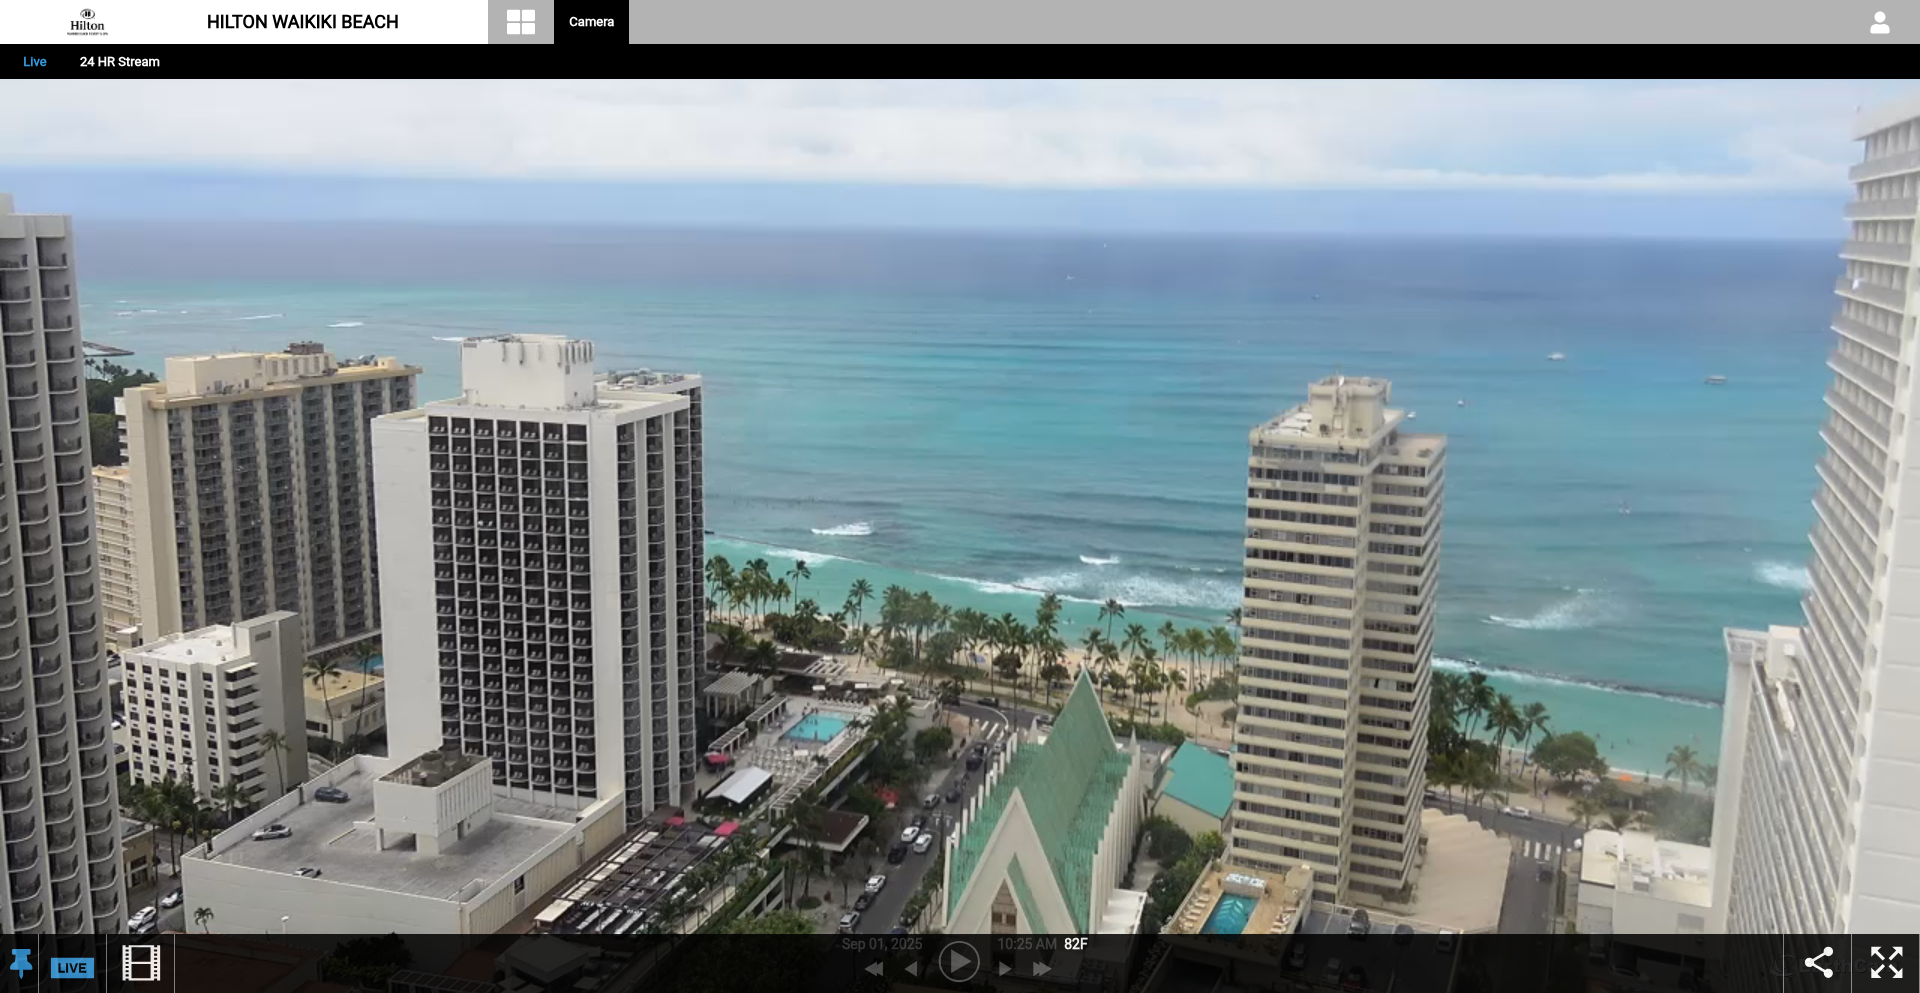 Hilton
HILTON WAIKIKI BEACH
Camera
Live
24 HR Stream
LIVE
Sep 01, 2025
10:25 AM
82F